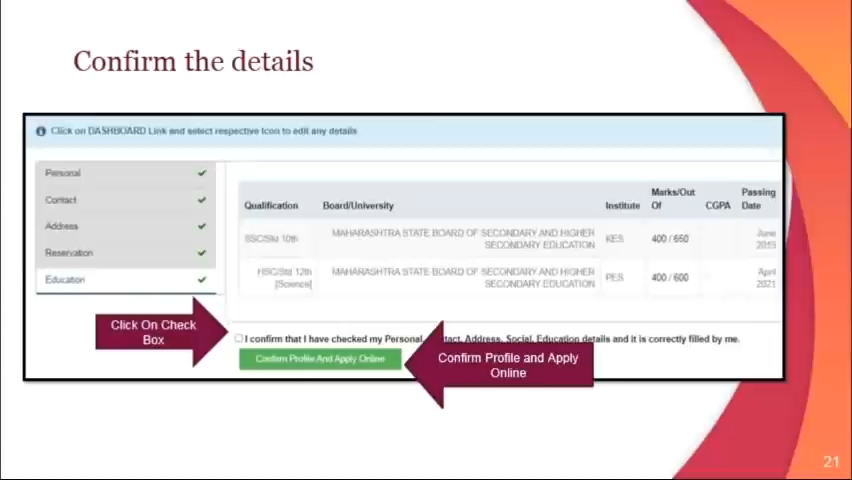 Confirm the details
Click on DASHBOARD Link and select respective Icon to edit any details
Personal
Contact
Address
Reservation
Education
Qualification Board/University Institute Marks/Out Of CGPA Passing Date
SSC/Std 10th MAHARASHTRA STATE BOARD OF SECONDARY AND HIGHER SECONDARY EDUCATION KES 400 / 650 June
HSC/Std 12th [Science] MAHARASHTRA STATE BOARD OF SECONDARY AND HIGHER SECONDARY EDUCATION PES 400 / 600 April 2021
Click On Check
Box
I confirm that I have checked my Personal, tact, Address, Social, Education details and it is correctly filled by me.
Confirm Profile And Apply Online
Confirm Profile and Apply
Online
21